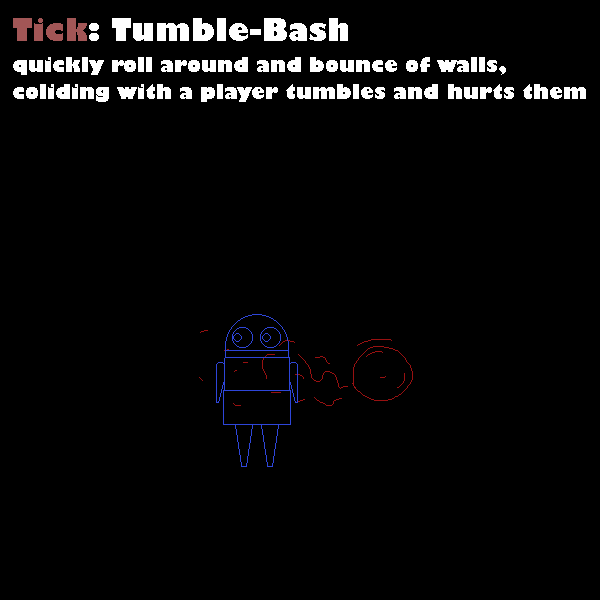 Tick: Tumble-Bash
quickly roll around and bounce of walls,
coliding with a player tumbles and hurts them